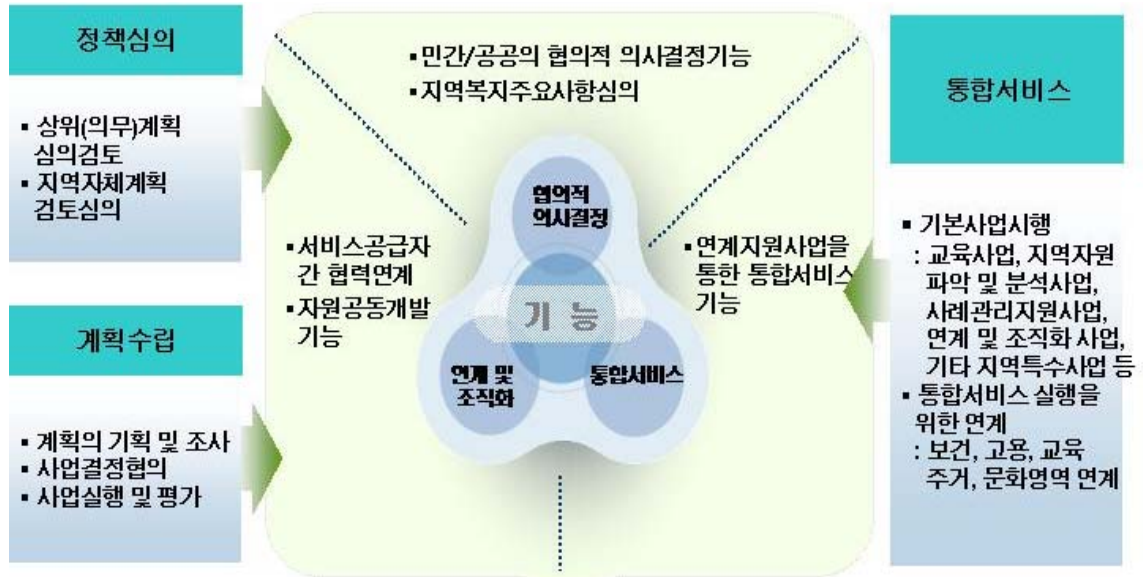 정책심의
▪ 상위(의무)계획
심의검토
▪ 지역자체계획
검토심의
계획수립
▪ 계획의 기획 및 조사
▪ 사업결정협의
▪ 사업실행 및 평가
▪ 민간/공공의 협의적 의사결정기능
▪ 지역복지주요사항심의
▪ 서비스공급자
간 협력연계
▪ 자원공동개발
기능
협의적
의사결정
기 능
연계 및
조직화
통합서비스
▪ 연계지원사업을
통한 통합서비스
기능
통합서비스
▪ 기본사업시행
: 교육사업, 지역자원
파악 및 분석사업,
사례관리지원사업,
연계 및 조직화 사업,
기타 지역특수사업 등
▪ 통합서비스 실행을
위한 연계
: 보건, 고용, 교육
주거, 문화영역 연계